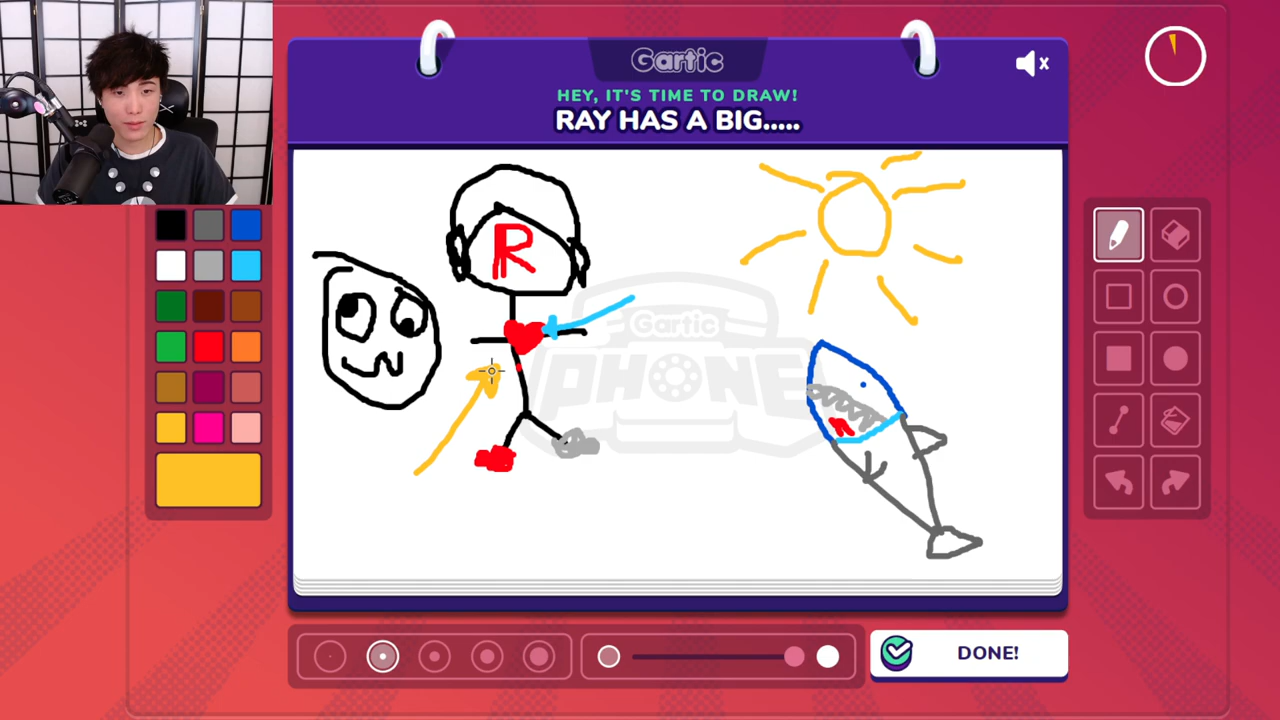 Gartic
HEY, IT'S TIME TO DRAW!
RAY HAS A BIG.....
R
Gartic
PHONE
DONE!